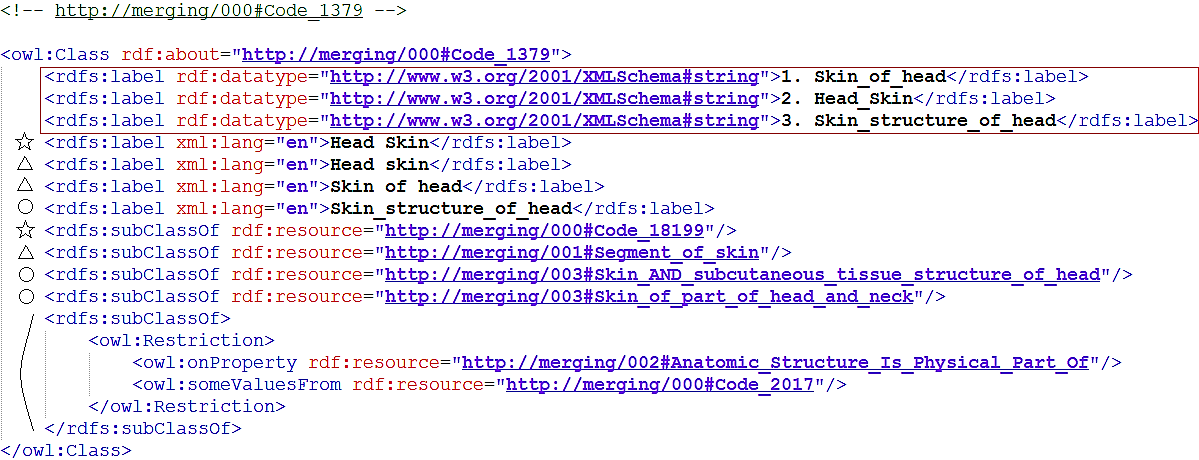 <!-- http://merging/000#Code_1379 -->
<owl:Class rdf:about="http://merging/000#Code_1379">
<rdfs:label rdf:datatype="http://www.w3.org/2001/XMLSchema#string">1. Skin_of_head</rdfs:label>
<rdfs:label rdf:datatype="http://www.w3.org/2001/XMLSchema#string">2. Head_Skin</rdfs:label>
<rdfs:label rdf:datatype="http://www.w3.org/2001/XMLSchema#string">3. Skin_structure_of_head</rdfs:label>
<rdfs:label xml:lang="en">Head Skin</rdfs:label>
<rdfs:label xml:lang="en">Head skin</rdfs:label>
<rdfs:label xml:lang="en">Skin of head</rdfs:label>
<rdfs:label xml:lang="en">Skin_structure_of_head</rdfs:label>
<rdfs:subClassOf rdf:resource="http://merging/000#Code_18199"/>
<rdfs:subClassOf rdf:resource="http://merging/001#Segment_of_skin"/>
<rdfs:subClassOf rdf:resource="http://merging/003#Skin_AND_subcutaneous_tissue_structure_of_head"/>
<rdfs:subClassOf rdf:resource="http://merging/003#Skin_of_part_of_head_and_neck"/>
<rdfs:subClassOf>
<owl:Restriction>
<owl:onProperty rdf:resource="http://merging/002#Anatomic_Structure_Is_Physical_Part_Of"/>
<owl:someValuesFrom rdf:resource="http://merging/000#Code_2017"/>
</owl:Restriction>
</rdfs:subClassOf>
</owl:Class>